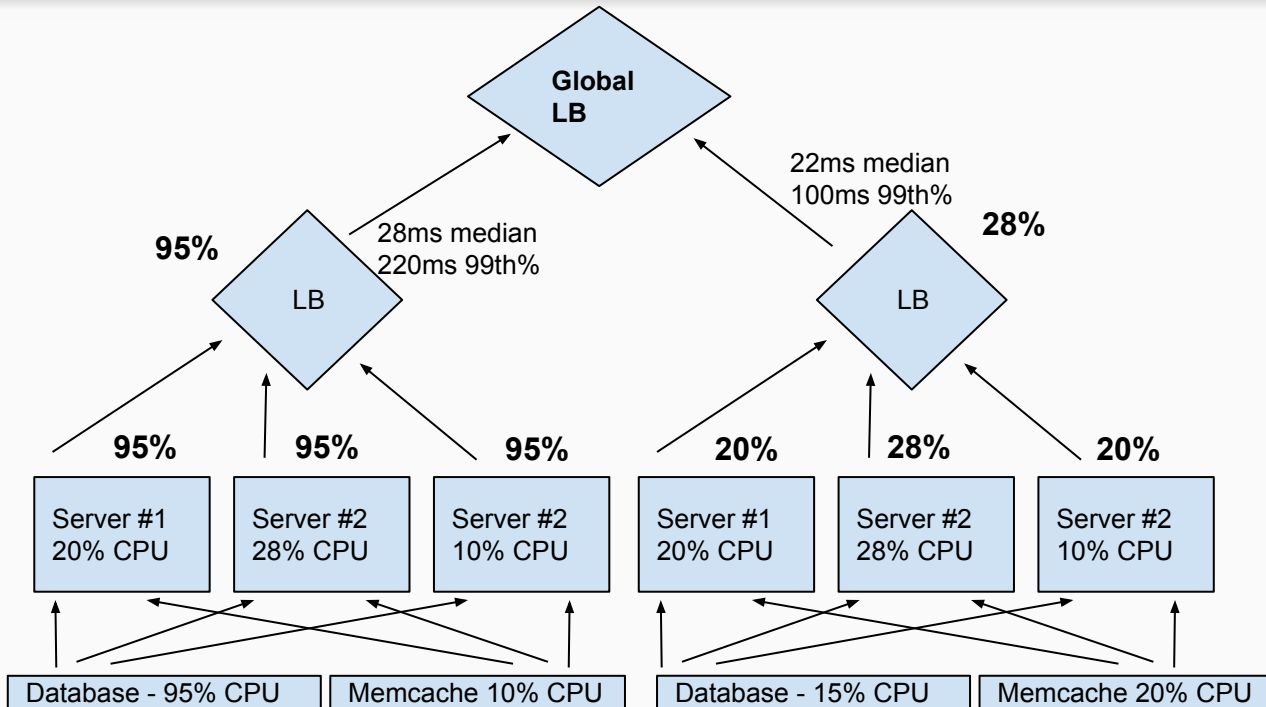 Global
LB
22ms median
100ms 99th%
28%
95%
28ms median
220ms 99th%
LB
LB
95%
95%
95%
20%
28%
20%
Server #1
20% CPU
Server #2
28% CPU
Server #2
10% CPU
Server #1
20% CPU
Server #2
28% CPU
Server #2
10% CPU
Database - 95% CPU
Memcache 10% CPU
Database - 15% CPU
Memcache 20% CPU